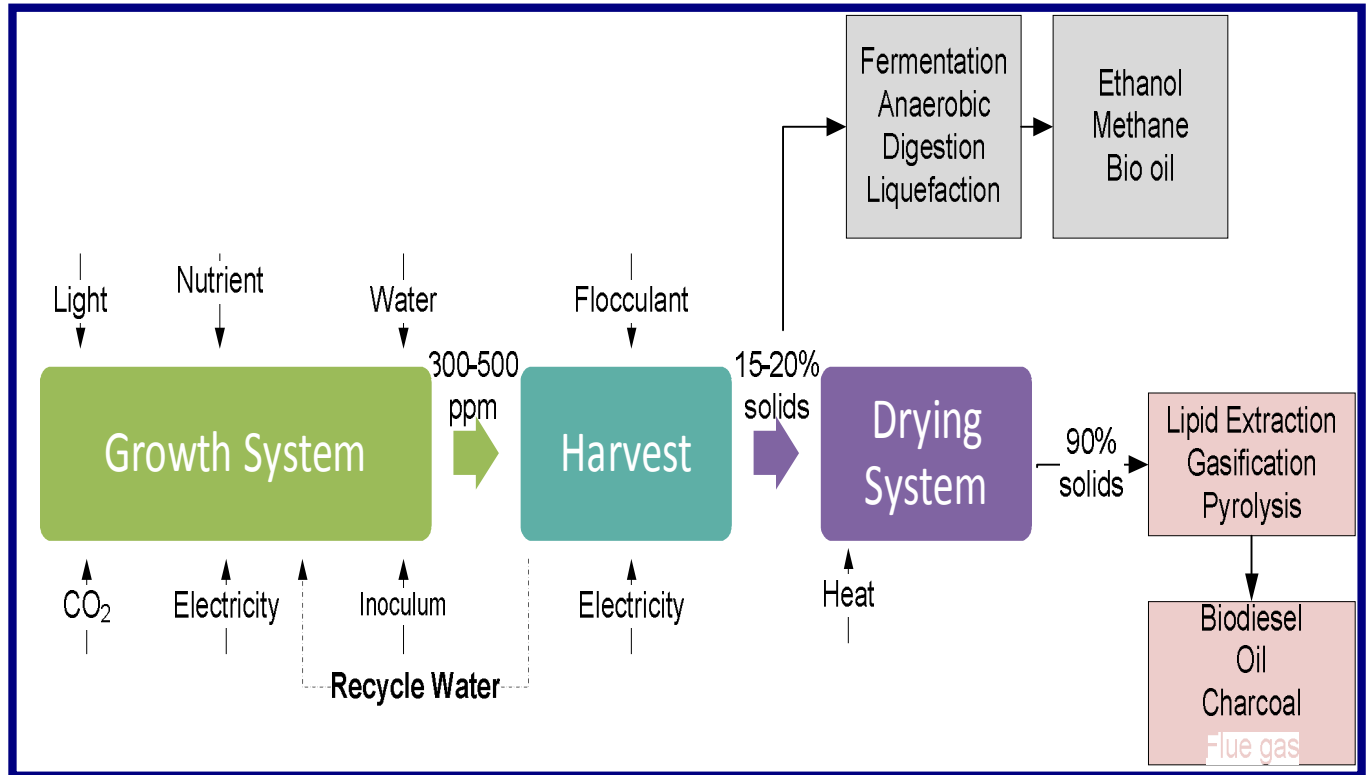 Fermentation
Anaerobic
Digestion
Liquefaction
Ethanol
Methane
Bio oil
Light
Nutrient
Water
Flocculant
300-500
ppm
15-20%
solids
Growth System
Harvest
Drying
System
90%
solids
Lipid Extraction
Gasification
Pyrolysis
CO₂
Electricity
Inoculum
Electricity
Heat
Recycle Water
Biodiesel
Oil
Charcoal
Flue gas